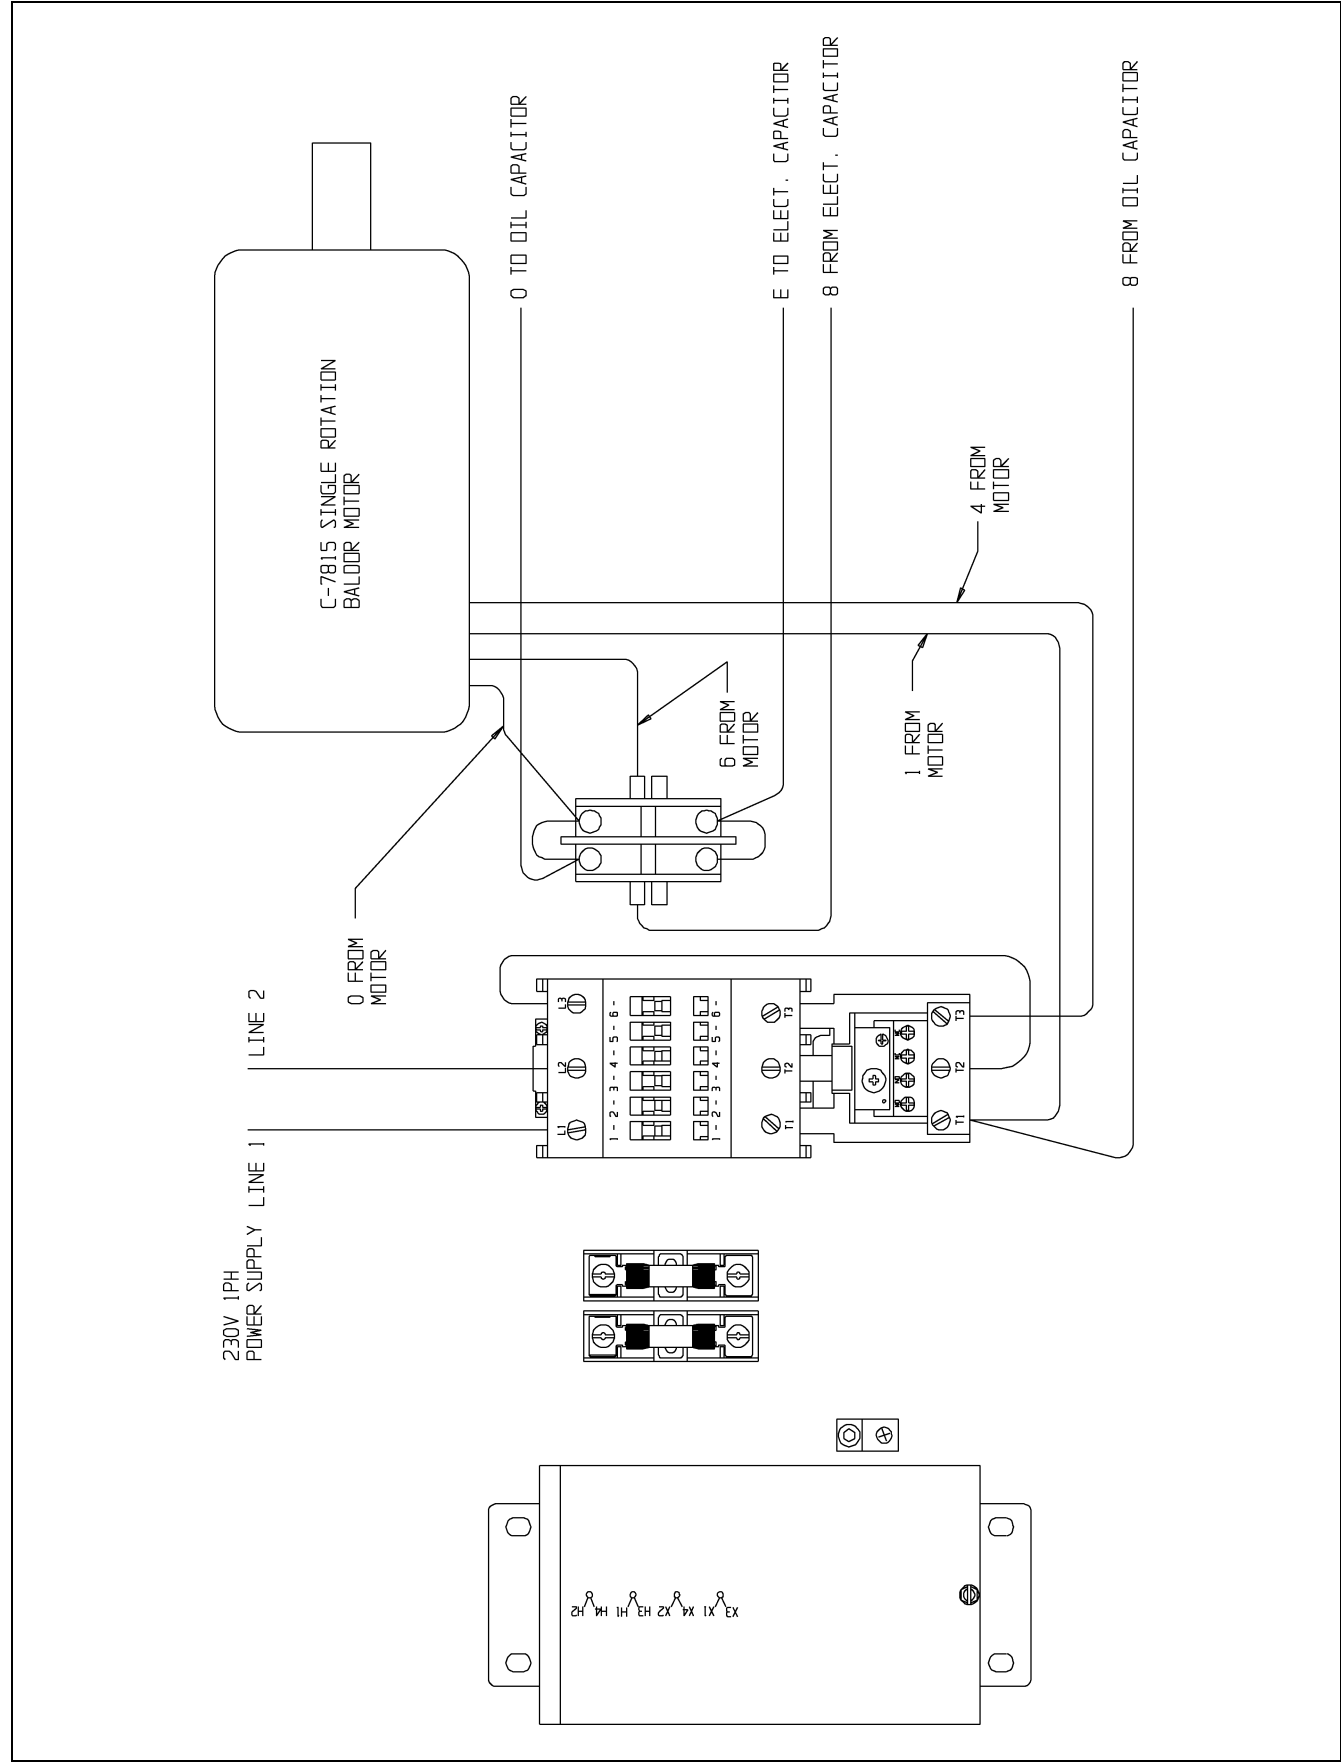 230V 1PH
POWER SUPPLY LINE 1
LINE 2
C-7815 SINGLE ROTATION
BALDOR MOTOR
O TO OIL CAPACITOR
E TO ELECT. CAPACITOR
8 FROM ELECT. CAPACITOR
8 FROM OIL CAPACITOR
4 FROM
MOTOR
1 FROM
MOTOR
6 FROM
MOTOR
O FROM
MOTOR
L1 L2 L3
1 - 2 - 3 - 4 - 5 - 6 -
1 - 2 - 3 - 4 - 5 - 6 -
T1 T2 T3
T1 T2 T3
H2 H4 H1 H3 X2 X4 X1 X3